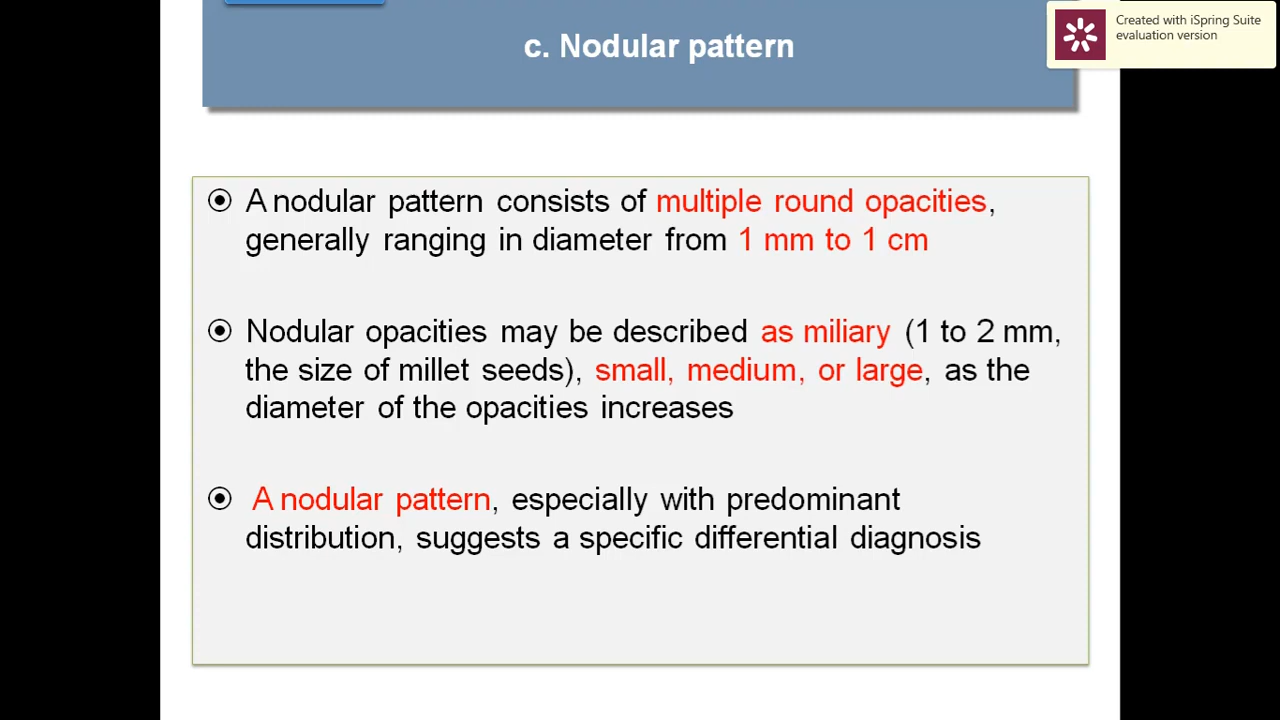 c. Nodular pattern
Created with iSpring Suite
evaluation version
A nodular pattern consists of multiple round opacities,
generally ranging in diameter from 1 mm to 1 cm
Nodular opacities may be described as miliary (1 to 2 mm,
the size of millet seeds), small, medium, or large, as the
diameter of the opacities increases
A nodular pattern, especially with predominant
distribution, suggests a specific differential diagnosis